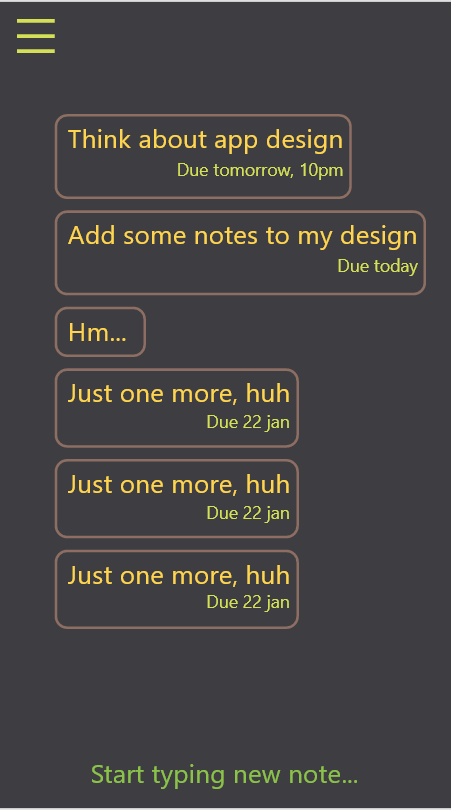 Think about app design
Due tomorrow, 10pm
Add some notes to my design
Due today
Hm...
Just one more, huh
Due 22 jan
Just one more, huh
Due 22 jan
Just one more, huh
Due 22 jan
Start typing new note...